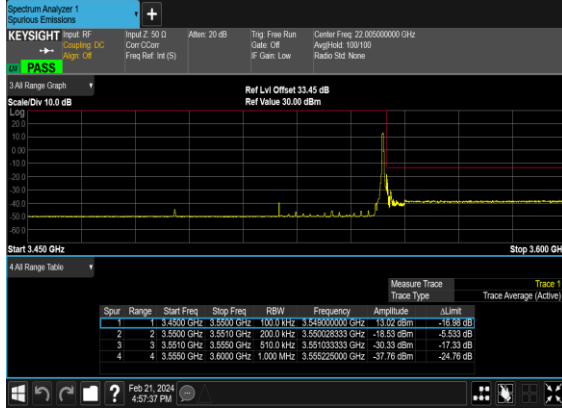 Spectrum Analyzer 1
Spurious Emissions
+
KEYSIGHT Input: RF Input Z: 50 Ω Atten: 20 dB Trig: Free Run Center Freq: 22.005000000 GHz
Coupling: DC Corr CCorr Gate: Off Avg|Hold: 100/100
Align: Off Freq Ref: Int (S) IF Gain: Low Radio Std: None
PASS
3 All Range Graph
Ref Lvl Offset 33.45 dB
Scale/Div 10.0 dB Ref Value 30.00 dBm
Log
20.0
10.0
0.00
-10.0
-20.0
-30.0
-40.0
-50.0
-60.0
Start 3.450 GHz Stop 3.600 GH
4 All Range Table
Measure Trace Trace 1
Trace Type Trace Average (Active)
Spur Range Start Freq Stop Freq RBW Frequency Amplitude ΔLimit
1 1 3.4500 GHz 3.5500 GHz 100.0 kHz 3.549000000 GHz 13.02 dBm -16.98 dB
2 2 3.5500 GHz 3.5510 GHz 200.0 kHz 3.550028333 GHz -18.53 dBm -5.533 dB
3 3 3.5510 GHz 3.5550 GHz 510.0 kHz 3.551033333 GHz -30.33 dBm -17.33 dB
4 4 3.5550 GHz 3.6000 GHz 1.000 MHz 3.555225000 GHz -37.76 dBm -24.76 dB
?
Feb 21, 2024
4:57:37 PM